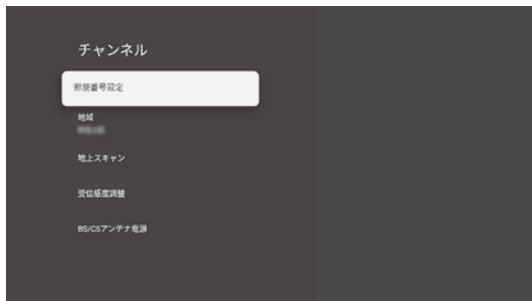 チャンネル
郵便番号設定
地域
地上スキャン
受信感度調整
BS/CSアンテナ電源